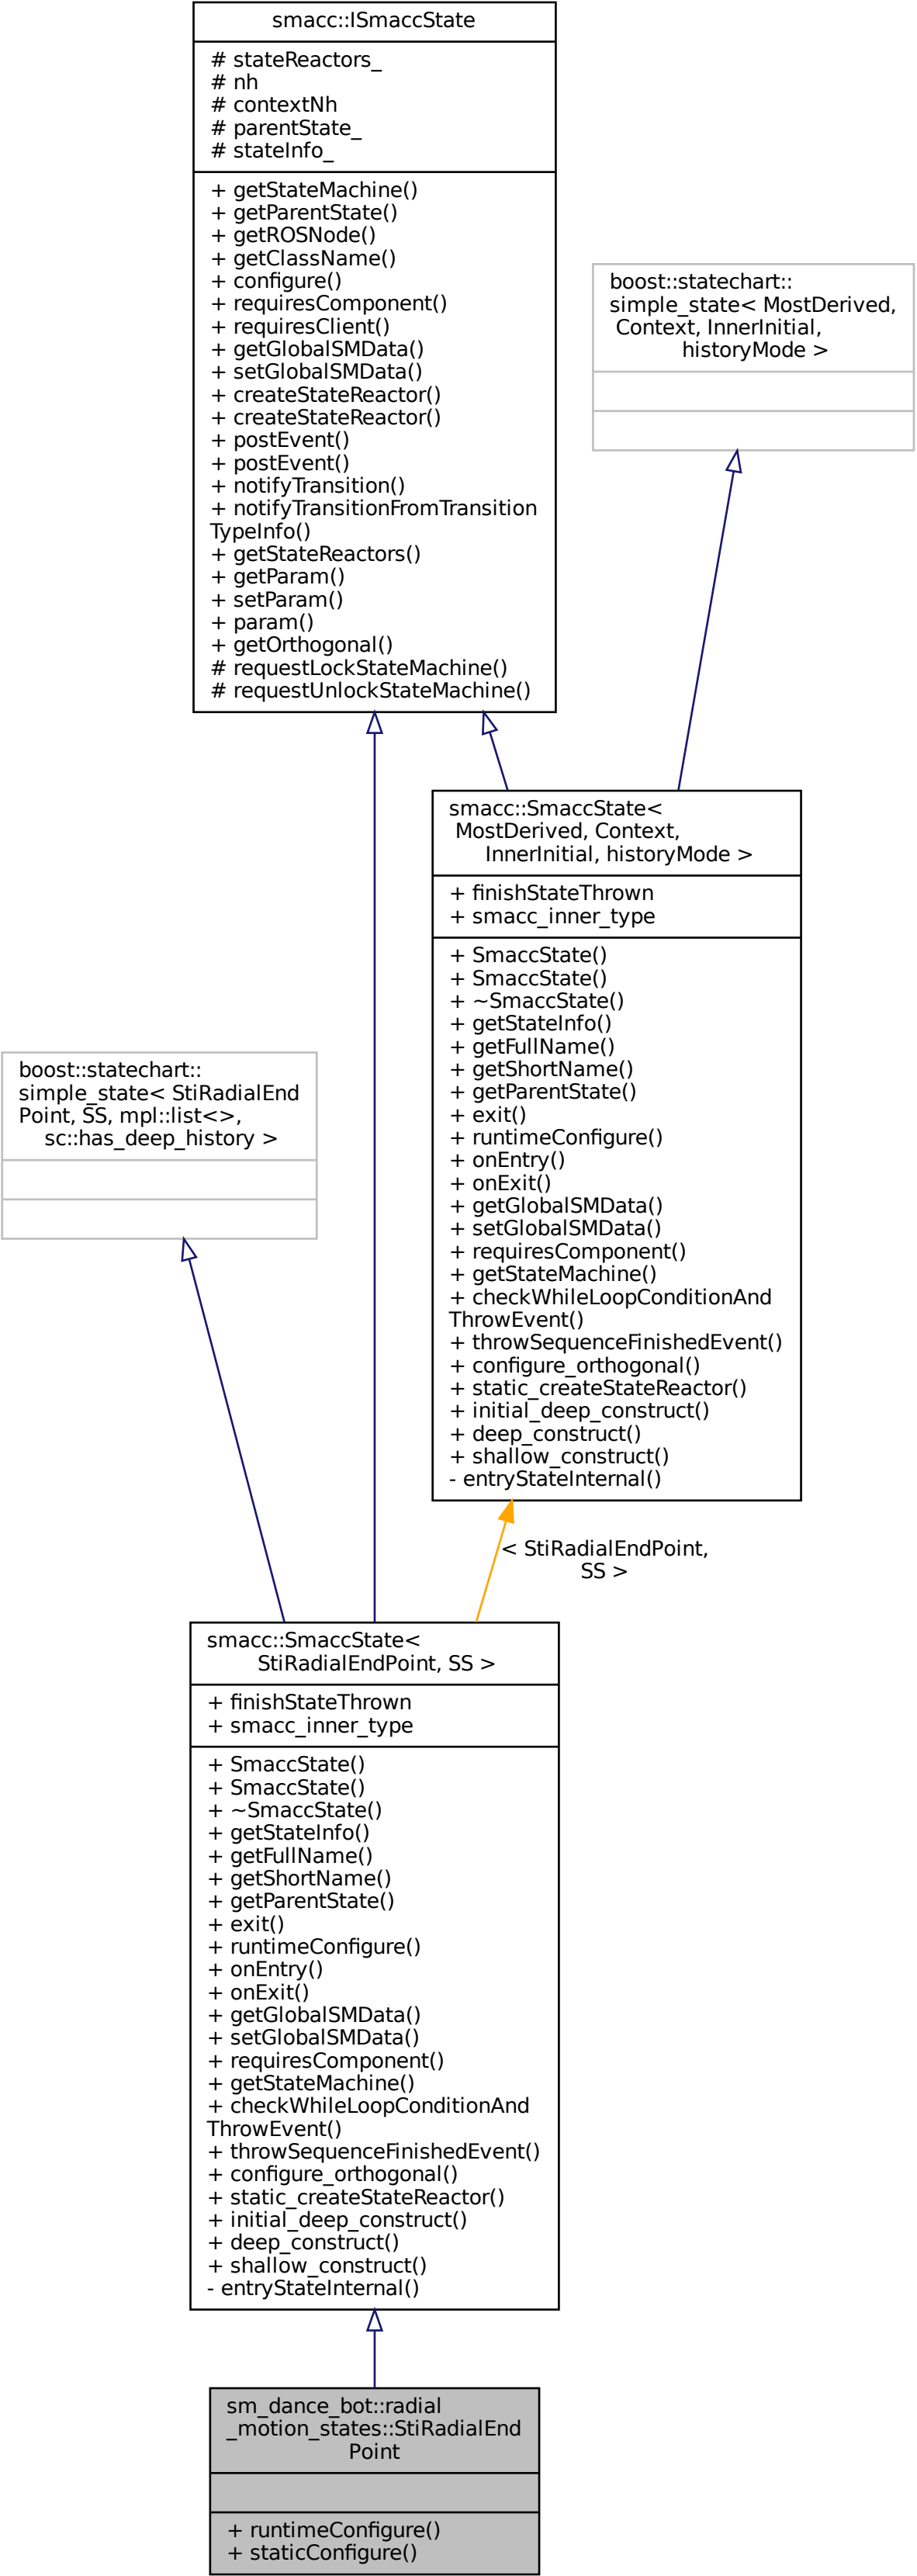 smacc::ISmaccState
# stateReactors_
# nh
# contextNh
# parentState_
# stateInfo_
+ getStateMachine()
+ getParentState()
+ getROSNode()
+ getClassName()
+ configure()
+ requiresComponent()
+ requiresClient()
+ getGlobalSMData()
+ setGlobalSMData()
+ createStateReactor()
+ createStateReactor()
+ postEvent()
+ postEvent()
+ notifyTransition()
+ notifyTransitionFromTransition
TypeInfo()
+ getStateReactors()
+ getParam()
+ setParam()
+ param()
+ getOrthogonal()
# requestLockStateMachine()
# requestUnlockStateMachine()
boost::statechart::
simple_state< MostDerived,
Context, InnerInitial,
historyMode >
smacc::SmaccState<
MostDerived, Context,
InnerInitial, historyMode >
+ finishStateThrown
+ smacc_inner_type
+ SmaccState()
+ SmaccState()
+ ~SmaccState()
+ getStateInfo()
+ getFullName()
+ getShortName()
+ getParentState()
+ exit()
+ runtimeConfigure()
+ onEntry()
+ onExit()
+ getGlobalSMData()
+ setGlobalSMData()
+ requiresComponent()
+ getStateMachine()
+ checkWhileLoopConditionAnd
ThrowEvent()
+ throwSequenceFinishedEvent()
+ configure_orthogonal()
+ static_createStateReactor()
+ initial_deep_construct()
+ deep_construct()
+ shallow_construct()
- entryStateInternal()
boost::statechart::
simple_state< StiRadialEnd
Point, SS, mpl::list<>,
sc::has_deep_history >
< StiRadialEndPoint,
SS >
smacc::SmaccState<
StiRadialEndPoint, SS >
+ finishStateThrown
+ smacc_inner_type
+ SmaccState()
+ SmaccState()
+ ~SmaccState()
+ getStateInfo()
+ getFullName()
+ getShortName()
+ getParentState()
+ exit()
+ runtimeConfigure()
+ onEntry()
+ onExit()
+ getGlobalSMData()
+ setGlobalSMData()
+ requiresComponent()
+ getStateMachine()
+ checkWhileLoopConditionAnd
ThrowEvent()
+ throwSequenceFinishedEvent()
+ configure_orthogonal()
+ static_createStateReactor()
+ initial_deep_construct()
+ deep_construct()
+ shallow_construct()
- entryStateInternal()
sm_dance_bot::radial
_motion_states::StiRadialEnd
Point
+ runtimeConfigure()
+ staticConfigure()